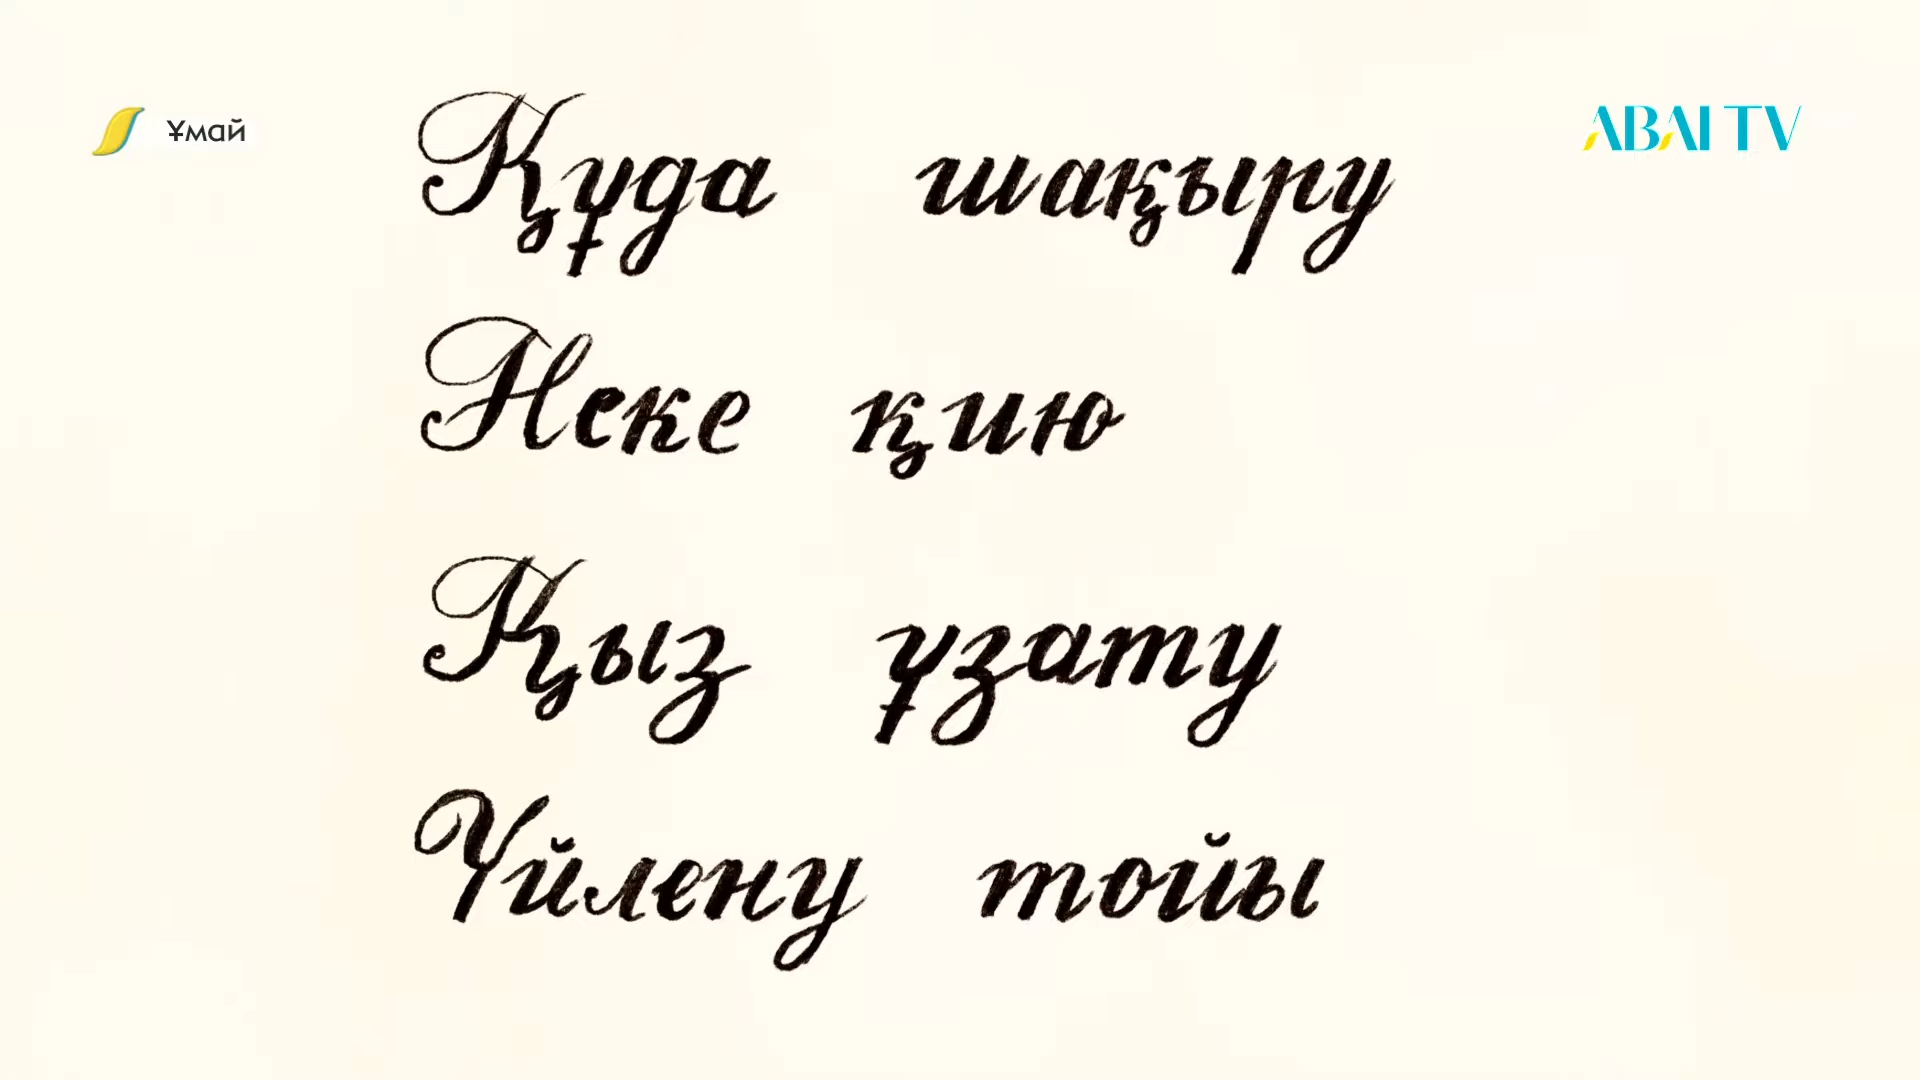 Ұмай
ABAI TV
Құда шақыру
Неке қию
Қыз ұзату
Үйлену тойы